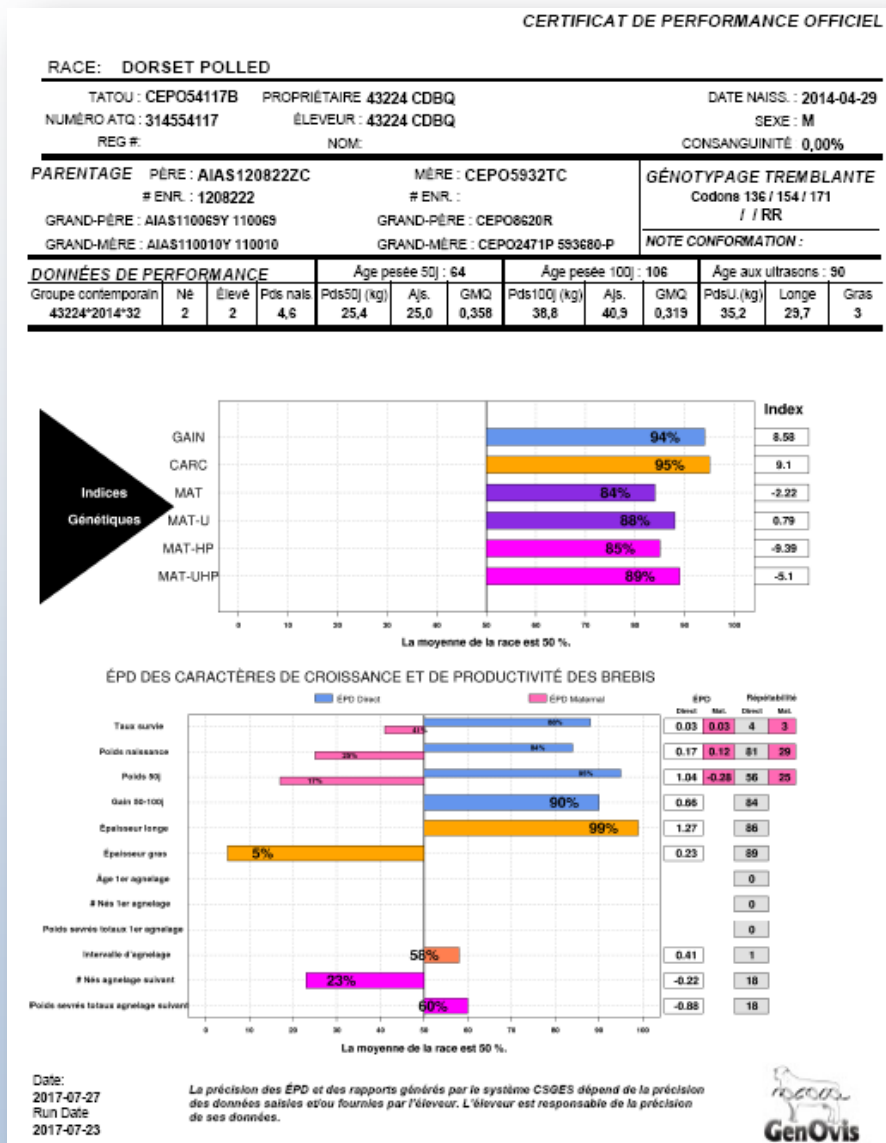 CERTIFICAT DE PERFORMANCE OFFICIEL
RACE: DORSET POLLED
TATOU : CEPO54117B PROPRIÉTAIRE 43224 CDBQ DATE NAISS. : 2014-04-29
NUMÉRO ATQ : 314554117 ÉLEVEUR : 43224 CDBQ SEXE : M
REG #: NOM: CONSANGUINITÉ 0,00%
PARENTAGE PÈRE : AIAS120822ZC MÈRE : CEPO5932TC GÉNOTYPAGE TREMBLANTE
# ENR. : 1208222 # ENR. : Codons 136 / 154 / 171
GRAND-PÈRE : AIAS110069Y 110069 GRAND-PÈRE : CEPO8620R / / RR
GRAND-MÈRE : AIAS110010Y 110010 GRAND-MÈRE : CEPO2471P 593680-P NOTE CONFORMATION :
DONNÉES DE PERFORMANCE Âge pesée 50j : 64 Âge pesée 100j : 106 Âge aux ultrasons : 90
Groupe contemporain Né Élevé Pds nais. Pds50j (kg) Ajs. GMQ Pds100j (kg) Ajs. GMQ PdsU.(kg) Longe Gras
43224*2014*32 2 2 4,6 25,4 25,0 0,358 38,8 40,9 0,319 35,2 29,7 3
Index
GAIN 94% 8.58
CARC 95% 9.1
Indices MAT 84% -2.22
Génétiques MAT-U 88% 0.79
MAT-HP 85% -9.39
MAT-UHP 89% -5.1
0 10 20 30 40 50 60 70 80 90 100
La moyenne de la race est 50 %.
ÉPD DES CARACTÈRES DE CROISSANCE ET DE PRODUCTIVITÉ DES BREBIS
ÉPD Direct ÉPD Maternal ÉPD Répétabilité
Direct Mat. Direct Mat.
Taux survie 41% 88% 0.03 0.03 4 3
Poids naissance 25% 84% 0.17 0.12 81 29
Poids 50j 17% 95% 1.04 -0.28 56 25
Gain 50-100j 90% 0.66 84
Épaisseur longe 99% 1.27 86
Épaisseur gras 5% 0.23 89
Âge 1er agnelage 0
# Nés 1er agnelage 0
Poids sevrés totaux 1er agnelage 0
Intervalle d'agnelage 58% 0.41 1
# Nés agnelage suivant 23% -0.22 18
Poids sevrés totaux agnelage suivant 60% -0.88 18
0 10 20 30 40 50 60 70 80 90 100
La moyenne de la race est 50 %.
Date:
2017-07-27
Run Date
2017-07-23
La précision des ÉPD et des rapports générés par le système CSGES dépend de la précision
des données saisies et/ou fournies par l'éleveur. L'éleveur est responsable de la précision
de ses données.
GenOvis